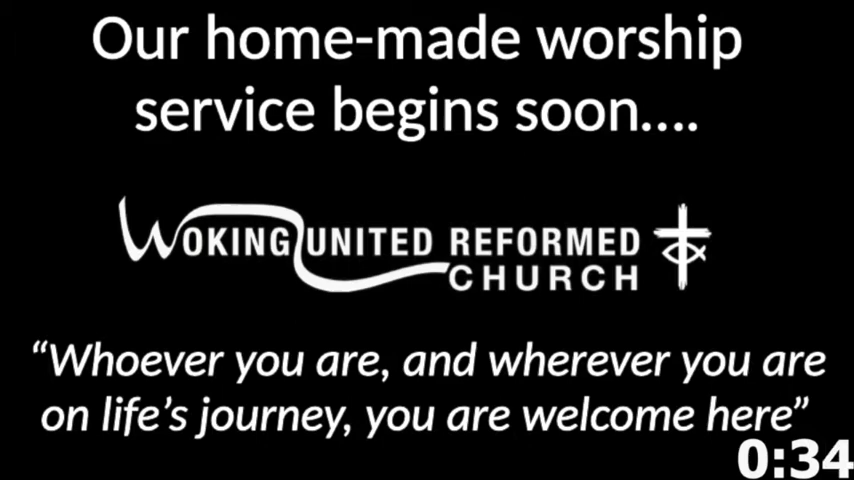 Our home-made worship
service begins soon....
WOKING UNITED REFORMED
CHURCH
“Whoever you are, and wherever you are
on life’s journey, you are welcome here”
0:34